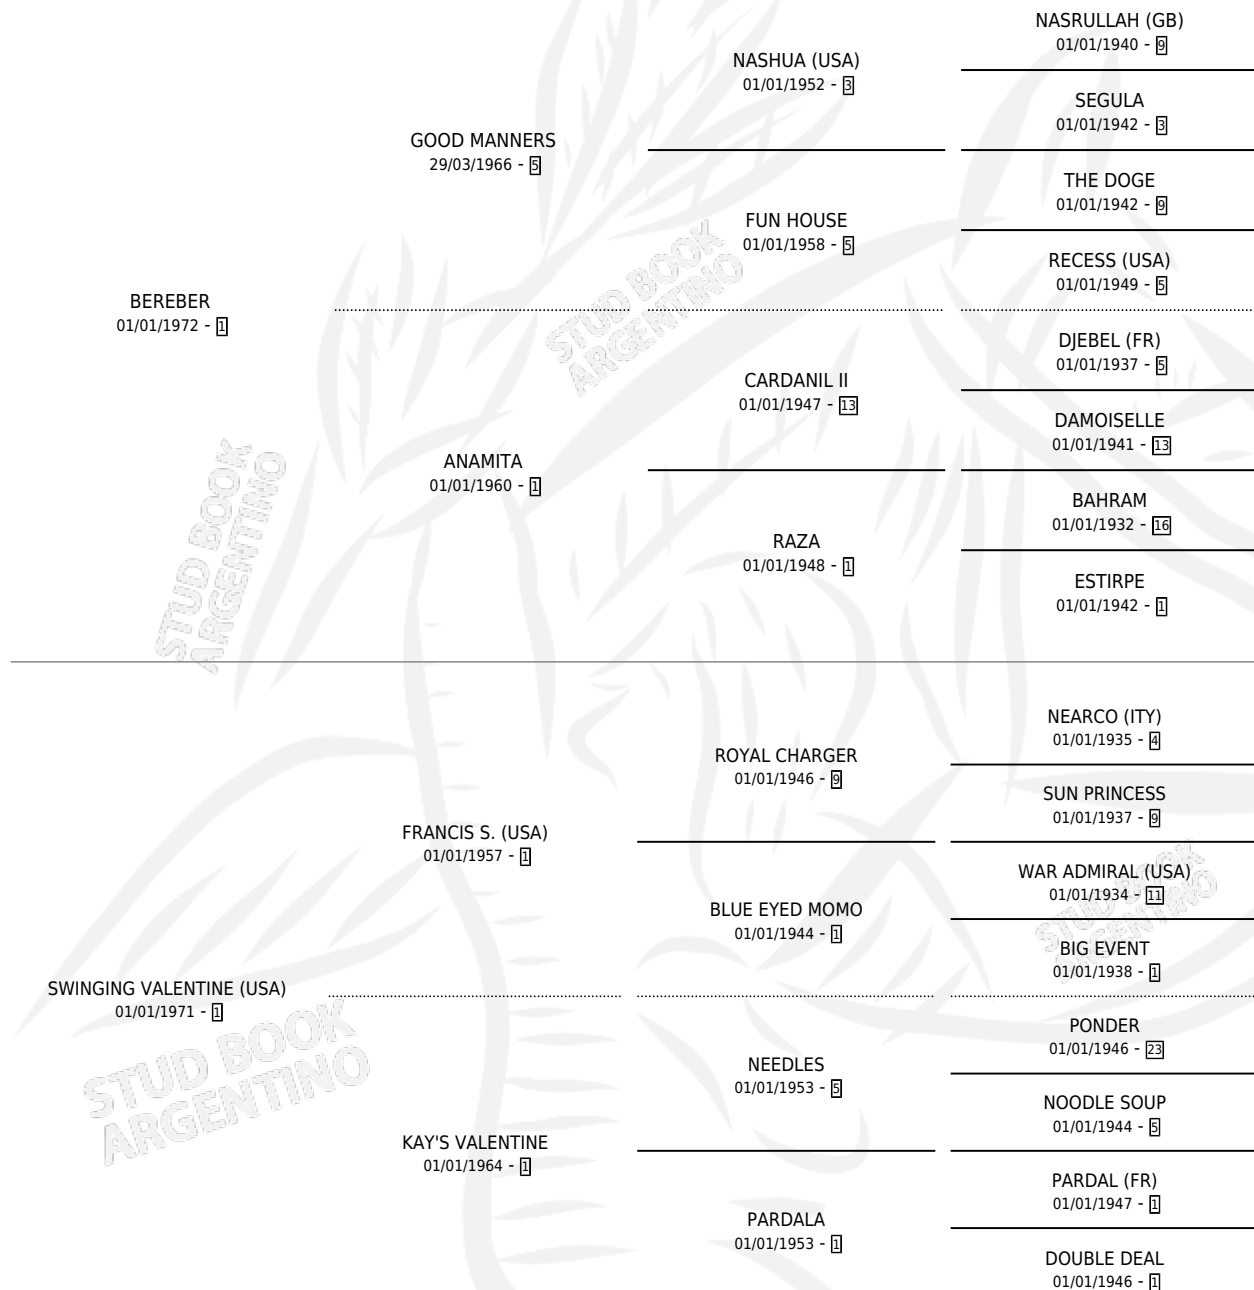 NASRULLAH (GB)
01/01/1940 - 9
NASHUA (USA)
01/01/1952 - 3
SEGULA
01/01/1942 - 3
GOOD MANNERS
29/03/1966 - 5
THE DOGE
01/01/1942 - 9
FUN HOUSE
01/01/1958 - 5
RECESS (USA)
01/01/1949 - 5
BEREBER
01/01/1972 - 1
DJEBEL (FR)
01/01/1937 - 5
CARDANIL II
01/01/1947 - 13
DAMOISELLE
01/01/1941 - 13
ANAMITA
01/01/1960 - 1
BAHRAM
01/01/1932 - 16
RAZA
01/01/1948 - 1
ESTIRPE
01/01/1942 - 1
NEARCO (ITY)
01/01/1935 - 4
ROYAL CHARGER
01/01/1946 - 9
SUN PRINCESS
01/01/1937 - 9
FRANCIS S. (USA)
01/01/1957 - 1
WAR ADMIRAL (USA)
01/01/1934 - 11
BLUE EYED MOMO
01/01/1944 - 1
BIG EVENT
01/01/1938 - 1
SWINGING VALENTINE (USA)
01/01/1971 - 1
PONDER
01/01/1946 - 23
NEEDLES
01/01/1953 - 5
NOODLE SOUP
01/01/1944 - 5
KAY'S VALENTINE
01/01/1964 - 1
PARDAL (FR)
01/01/1947 - 1
PARDALA
01/01/1953 - 1
DOUBLE DEAL
01/01/1946 - 1
STUD BOOK
ARGENTINO
STUD BOOK
ARGENTINO
STUD BOOK
ARGENTINO
STUD BOOK
ARGENTINO